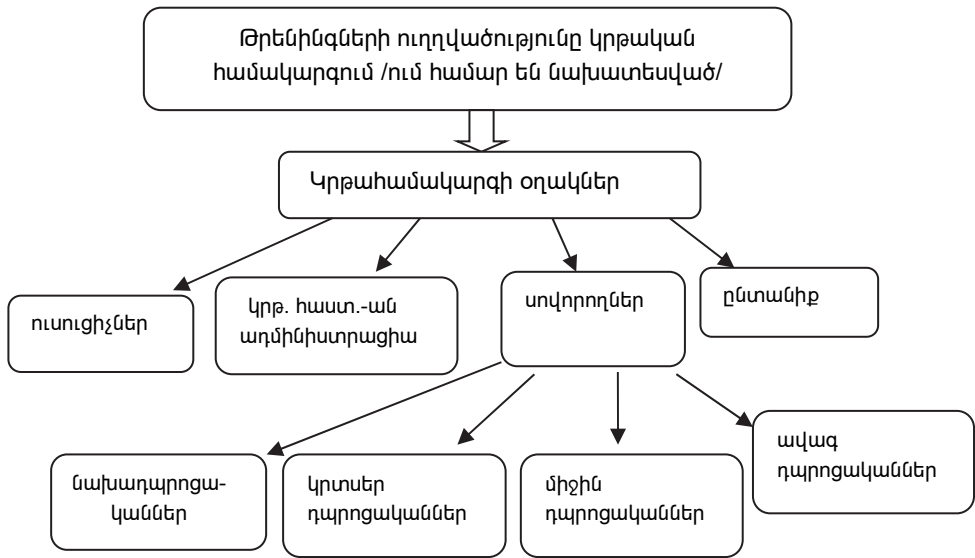 Թրենինգների ուղղվածությունը կրթական
համակարգում /ում համար են նախատեսված/
Կրթահամակարգի օղակներ
ուսուցիչներ
կրթ. հաստ.-ան
ադմինիստրացիա
սովորողներ
ընտանիք
նախադպրոցա-
կաններ
կրտսեր
դպրոցականներ
միջին
դպրոցականներ
ավագ
դպրոցականներ